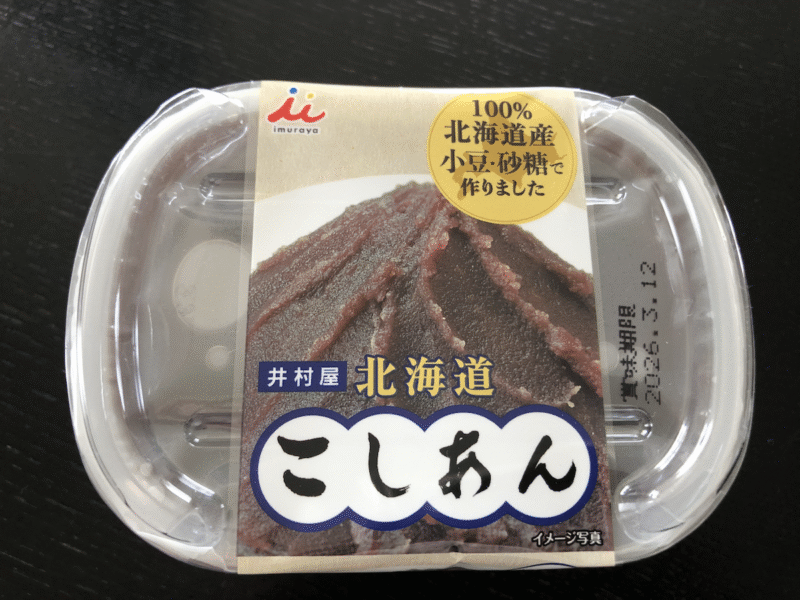 imuraya
100%
北海道産
小豆・砂糖で
作りました
井村屋 北海道
こしあん
イメージ写真
賞味期限
2026.3.12